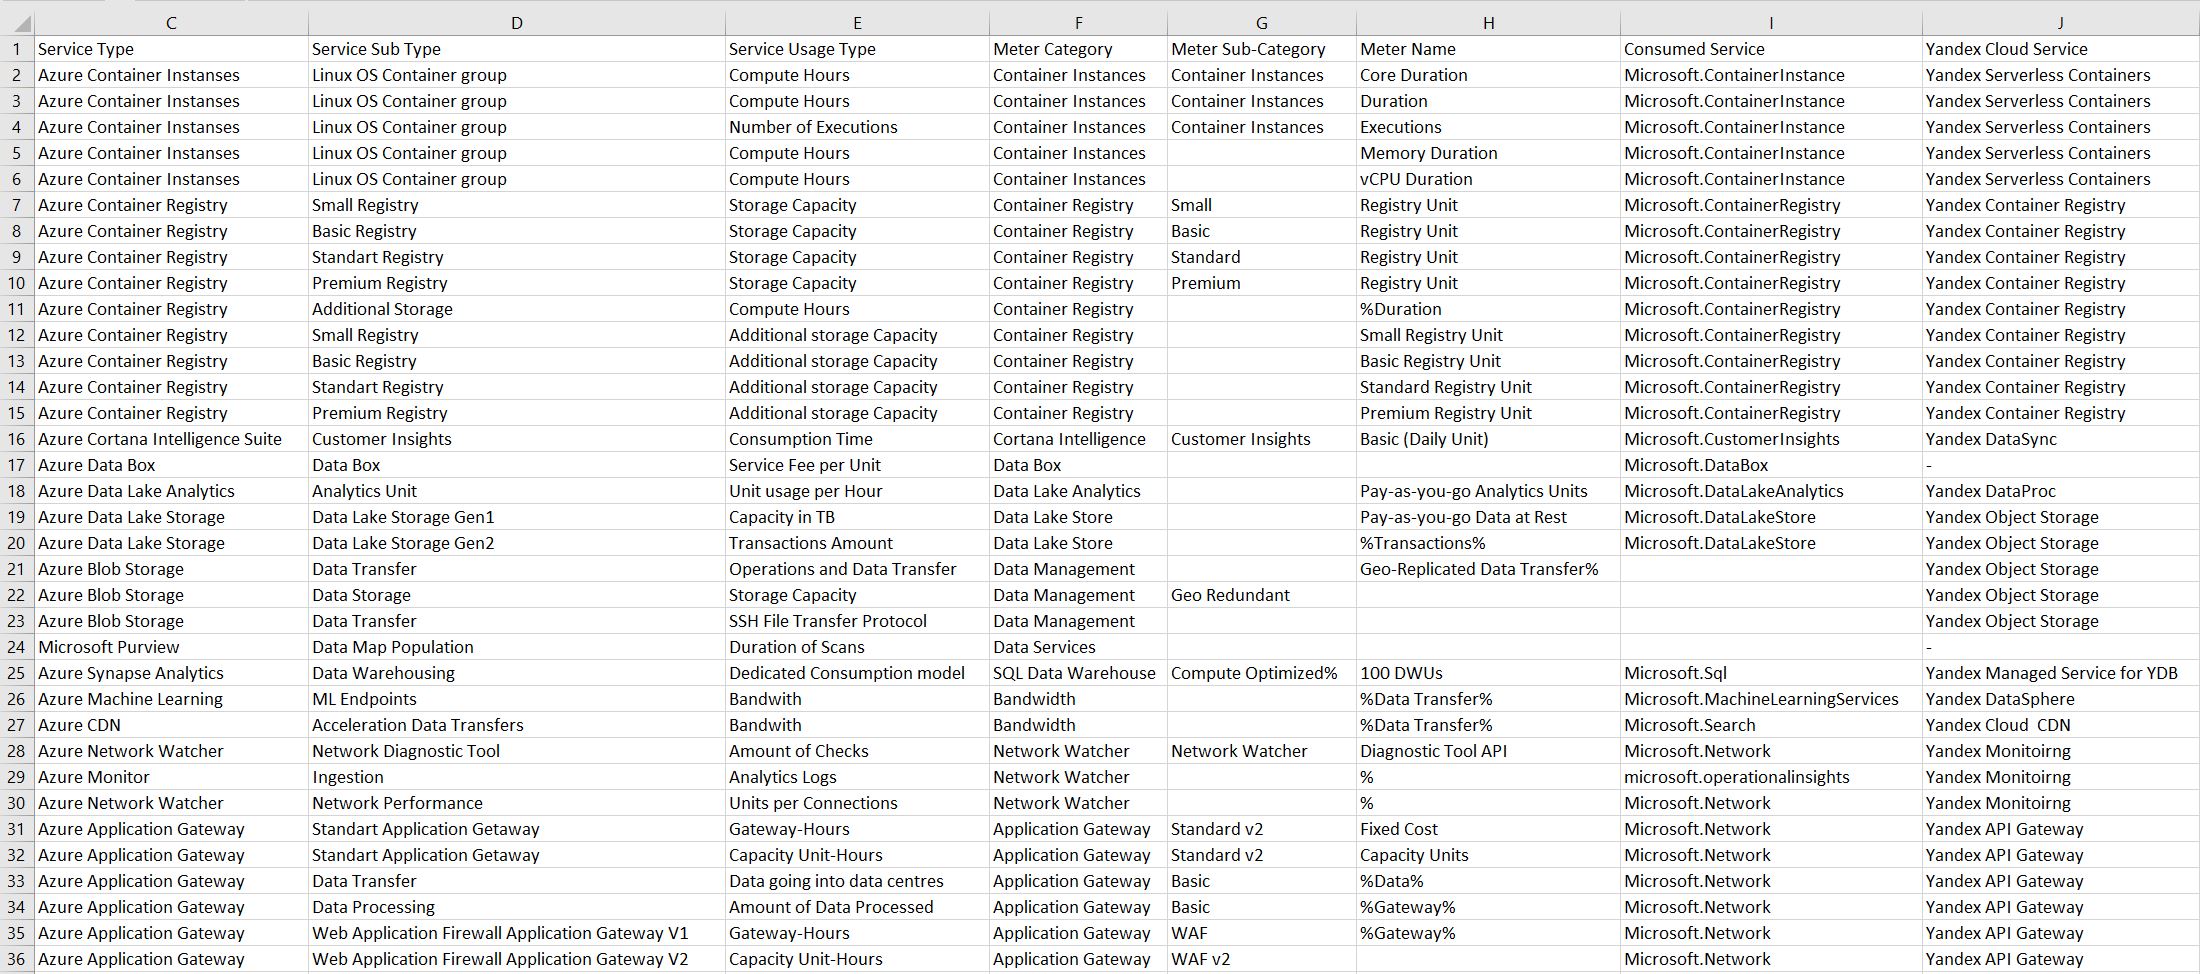 C D E F G H I J
1 Service Type Service Sub Type Service Usage Type Meter Category Meter Sub-Category Meter Name Consumed Service Yandex Cloud Service
2 Azure Container Instanses Linux OS Container group Compute Hours Container Instances Container Instances Core Duration Microsoft.ContainerInstance Yandex Serverless Containers
3 Azure Container Instanses Linux OS Container group Compute Hours Container Instances Container Instances Duration Microsoft.ContainerInstance Yandex Serverless Containers
4 Azure Container Instanses Linux OS Container group Number of Executions Container Instances Container Instances Executions Microsoft.ContainerInstance Yandex Serverless Containers
5 Azure Container Instanses Linux OS Container group Compute Hours Container Instances Memory Duration Microsoft.ContainerInstance Yandex Serverless Containers
6 Azure Container Instanses Linux OS Container group Compute Hours Container Instances vCPU Duration Microsoft.ContainerInstance Yandex Serverless Containers
7 Azure Container Registry Small Registry Storage Capacity Container Registry Small Registry Unit Microsoft.ContainerRegistry Yandex Container Registry
8 Azure Container Registry Basic Registry Storage Capacity Container Registry Basic Registry Unit Microsoft.ContainerRegistry Yandex Container Registry
9 Azure Container Registry Standart Registry Storage Capacity Container Registry Standard Registry Unit Microsoft.ContainerRegistry Yandex Container Registry
10 Azure Container Registry Premium Registry Storage Capacity Container Registry Premium Registry Unit Microsoft.ContainerRegistry Yandex Container Registry
11 Azure Container Registry Additional Storage Compute Hours Container Registry %Duration Microsoft.ContainerRegistry Yandex Container Registry
12 Azure Container Registry Small Registry Additional storage Capacity Container Registry Small Registry Unit Microsoft.ContainerRegistry Yandex Container Registry
13 Azure Container Registry Basic Registry Additional storage Capacity Container Registry Basic Registry Unit Microsoft.ContainerRegistry Yandex Container Registry
14 Azure Container Registry Standart Registry Additional storage Capacity Container Registry Standard Registry Unit Microsoft.ContainerRegistry Yandex Container Registry
15 Azure Container Registry Premium Registry Additional storage Capacity Container Registry Premium Registry Unit Microsoft.ContainerRegistry Yandex Container Registry
16 Azure Cortana Intelligence Suite Customer Insights Consumption Time Cortana Intelligence Customer Insights Basic (Daily Unit) Microsoft.CustomerInsights Yandex DataSync
17 Azure Data Box Data Box Service Fee per Unit Data Box Microsoft.DataBox -
18 Azure Data Lake Analytics Analytics Unit Unit usage per Hour Data Lake Analytics Pay-as-you-go Analytics Units Microsoft.DataLakeAnalytics Yandex DataProc
19 Azure Data Lake Storage Data Lake Storage Gen1 Capacity in TB Data Lake Store Pay-as-you-go Data at Rest Microsoft.DataLakeStore Yandex Object Storage
20 Azure Data Lake Storage Data Lake Storage Gen2 Transactions Amount Data Lake Store %Transactions% Microsoft.DataLakeStore Yandex Object Storage
21 Azure Blob Storage Data Transfer Operations and Data Transfer Data Management Geo-Replicated Data Transfer% Yandex Object Storage
22 Azure Blob Storage Data Storage Storage Capacity Data Management Geo Redundant Yandex Object Storage
23 Azure Blob Storage Data Transfer SSH File Transfer Protocol Data Management Yandex Object Storage
24 Microsoft Purview Data Map Population Duration of Scans Data Services -
25 Azure Synapse Analytics Data Warehousing Dedicated Consumption model SQL Data Warehouse Compute Optimized% 100 DWUs Microsoft.Sql Yandex Managed Service for YDB
26 Azure Machine Learning ML Endpoints Bandwith Bandwidth %Data Transfer% Microsoft.MachineLearningServices Yandex DataSphere
27 Azure CDN Acceleration Data Transfers Bandwith Bandwidth %Data Transfer% Microsoft.Search Yandex Cloud CDN
28 Azure Network Watcher Network Diagnostic Tool Amount of Checks Network Watcher Network Watcher Diagnostic Tool API Microsoft.Network Yandex Monitoirng
29 Azure Monitor Ingestion Analytics Logs Network Watcher % microsoft.operationalinsights Yandex Monitoirng
30 Azure Network Watcher Network Performance Units per Connections Network Watcher % Microsoft.Network Yandex Monitoirng
31 Azure Application Gateway Standart Application Getaway Gateway-Hours Application Gateway Standard v2 Fixed Cost Microsoft.Network Yandex API Gateway
32 Azure Application Gateway Standart Application Getaway Capacity Unit-Hours Application Gateway Standard v2 Capacity Units Microsoft.Network Yandex API Gateway
33 Azure Application Gateway Data Transfer Data going into data centres Application Gateway Basic %Data% Microsoft.Network Yandex API Gateway
34 Azure Application Gateway Data Processing Amount of Data Processed Application Gateway Basic %Gateway% Microsoft.Network Yandex API Gateway
35 Azure Application Gateway Web Application Firewall Application Gateway V1 Gateway-Hours Application Gateway WAF %Gateway% Microsoft.Network Yandex API Gateway
36 Azure Application Gateway Web Application Firewall Application Gateway V2 Capacity Unit-Hours Application Gateway WAF v2 Microsoft.Network Yandex API Gateway